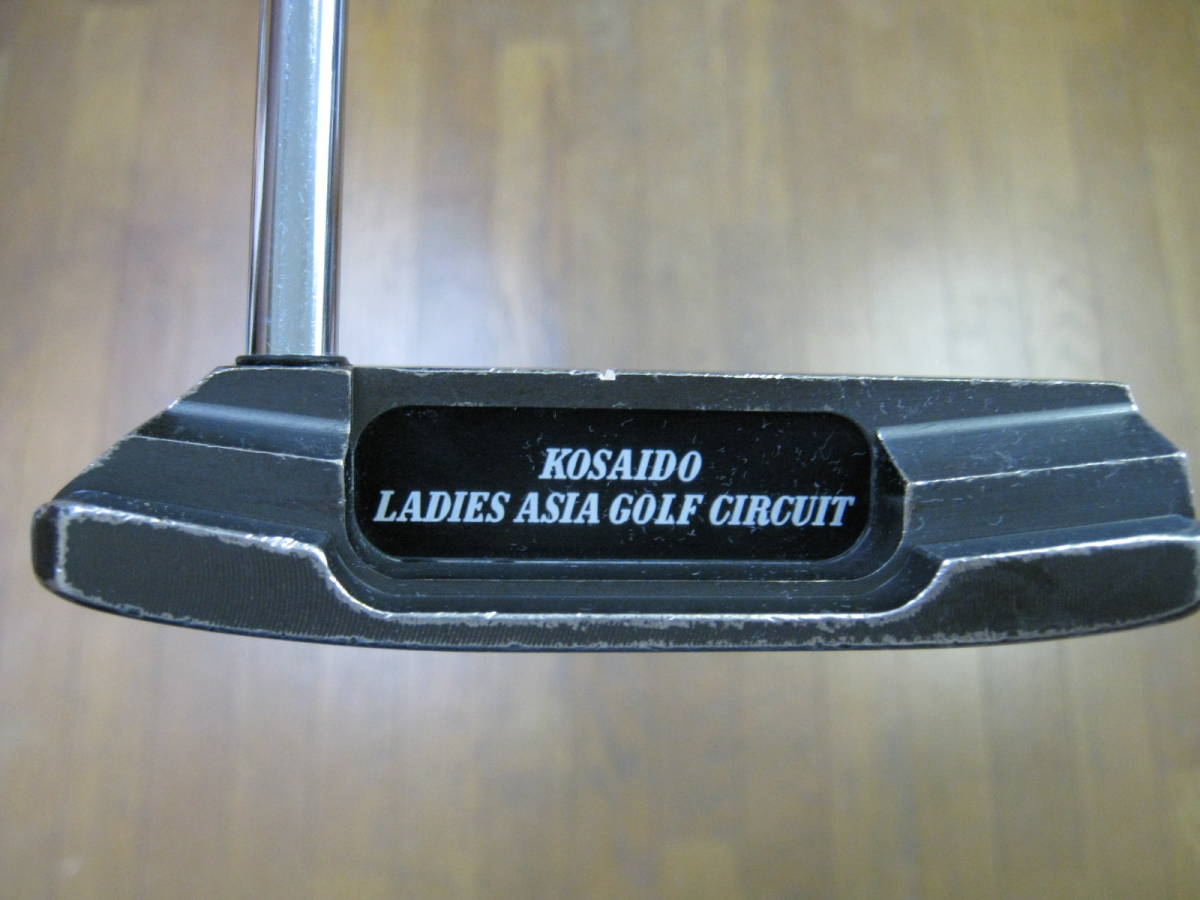 KOSAIDO
LADIES ASIA GOLF CIRCUIT